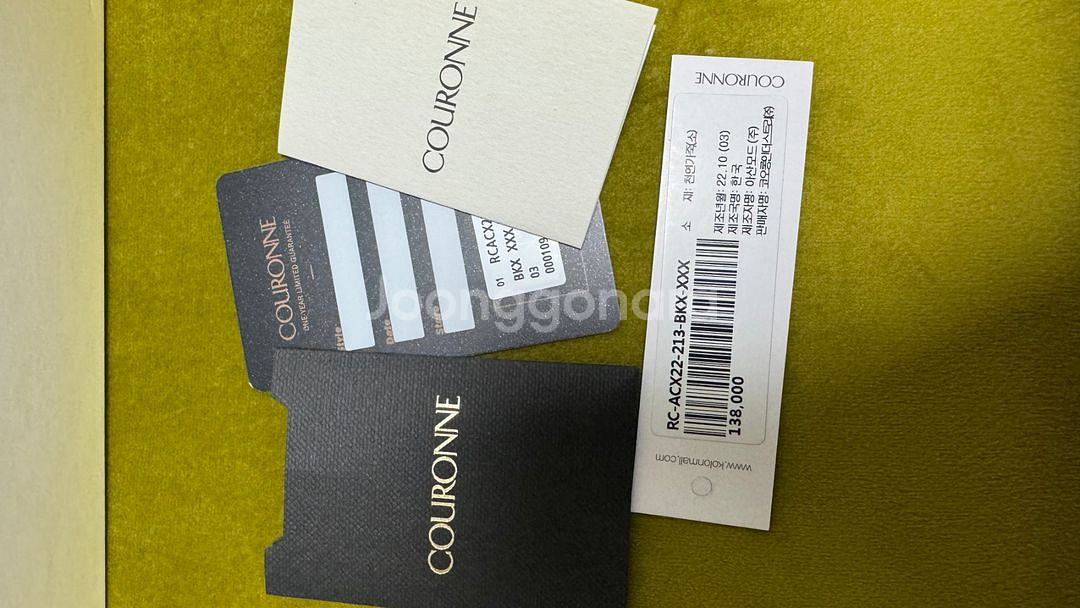 COURONNE
COURONNE
ONE-YEAR LIMITED GUARANTEE
Style
Date
Store
01 RCACX2
BKX XXX
03
000109
COURONNE
COURONNE
소 재: 천연가죽(소)
제조년월: 22.10 (03)
제조국명: 한국
제조자명: 아산모드(주)
판매자명: 코오롱인더스트리(주)
RC-ACX22-213-BKX-XXX
138,000
www.kolonmall.com
Joonggonara